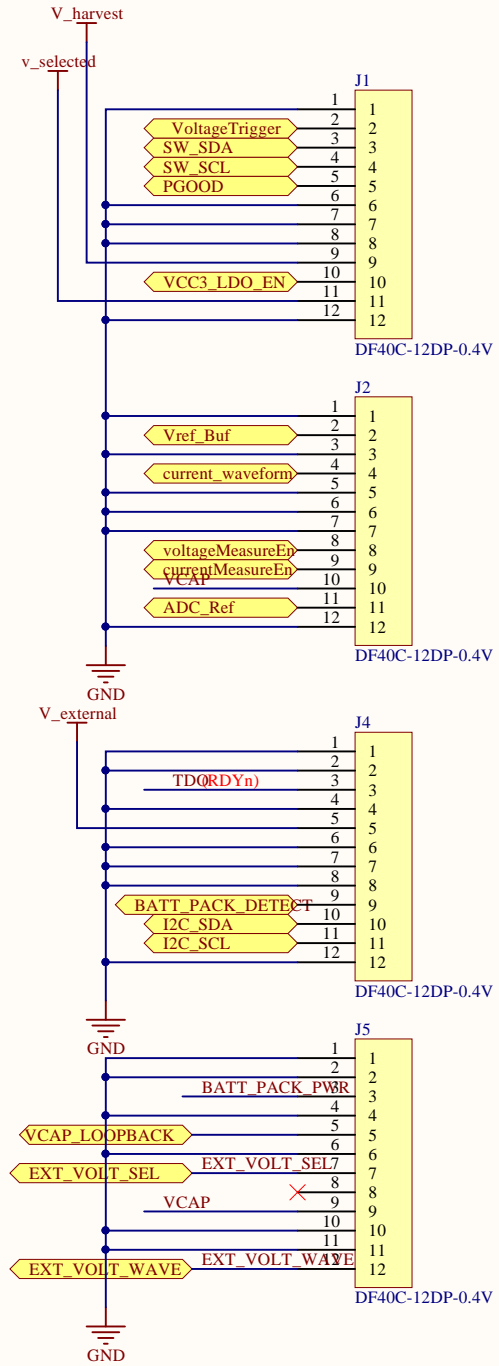 V_harvest
v_selected
J1
1 1
VoltageTrigger 2 2
SW_SDA 3 3
SW_SCL 4 4
PGOOD 5 5
6 6
7 7
8 8
9 9
VCC3_LDO_EN 10 10
11 11
12 12
DF40C-12DP-0.4V
J2
1 1
Vref_Buf 2 2
3 3
current_waveform 4 4
5 5
6 6
7 7
voltageMeasureEn 8 8
currentMeasureEn 9 9
VCAP 10 10
ADC_Ref 11 11
12 12
DF40C-12DP-0.4V
GND
V_external
J4
1 1
2 2
TDO(RDYn) 3 3
4 4
5 5
6 6
7 7
8 8
BATT_PACK_DETECT 9 9
I2C_SDA 10 10
I2C_SCL 11 11
12 12
DF40C-12DP-0.4V
GND
J5
1 1
2 2
BATT_PACK_PWR 3 3
4 4
VCAP_LOOPBACK 5 5
6 6
EXT_VOLT_SEL EXT_VOLT_SEL 7 7
8 8
VCAP 9 9
10 10
11 11
EXT_VOLT_WAVE EXT_VOLT_WAVE 12 12
DF40C-12DP-0.4V
GND